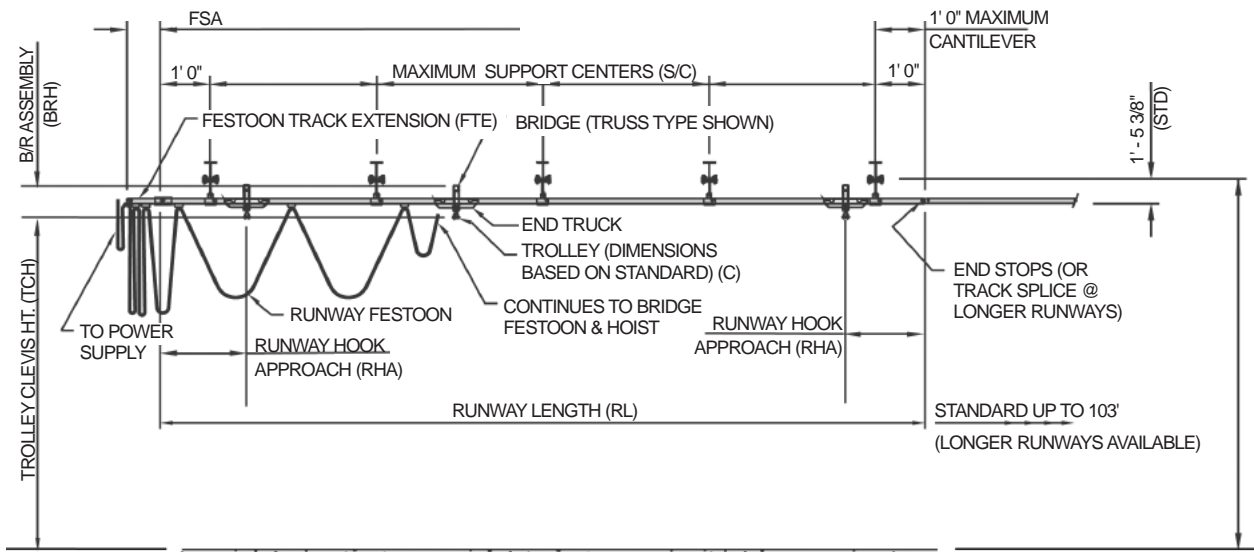 FSA
1' 0" MAXIMUM
CANTILEVER
1' 0"
MAXIMUM SUPPORT CENTERS (S/C)
1' 0"
B/R ASSEMBLY
(BRH)
FESTOON TRACK EXTENSION (FTE)
BRIDGE (TRUSS TYPE SHOWN)
1' - 5 3/8"
(STD)
END TRUCK
TROLLEY (DIMENSIONS
BASED ON STANDARD) (C)
END STOPS (OR
TRACK SPLICE @
LONGER RUNWAYS)
CONTINUES TO BRIDGE
FESTOON & HOIST
RUNWAY FESTOON
TO POWER
SUPPLY
RUNWAY HOOK
APPROACH (RHA)
RUNWAY HOOK
APPROACH (RHA)
TROLLEY CLEVIS HT. (TCH)
RUNWAY LENGTH (RL)
STANDARD UP TO 103'
(LONGER RUNWAYS AVAILABLE)